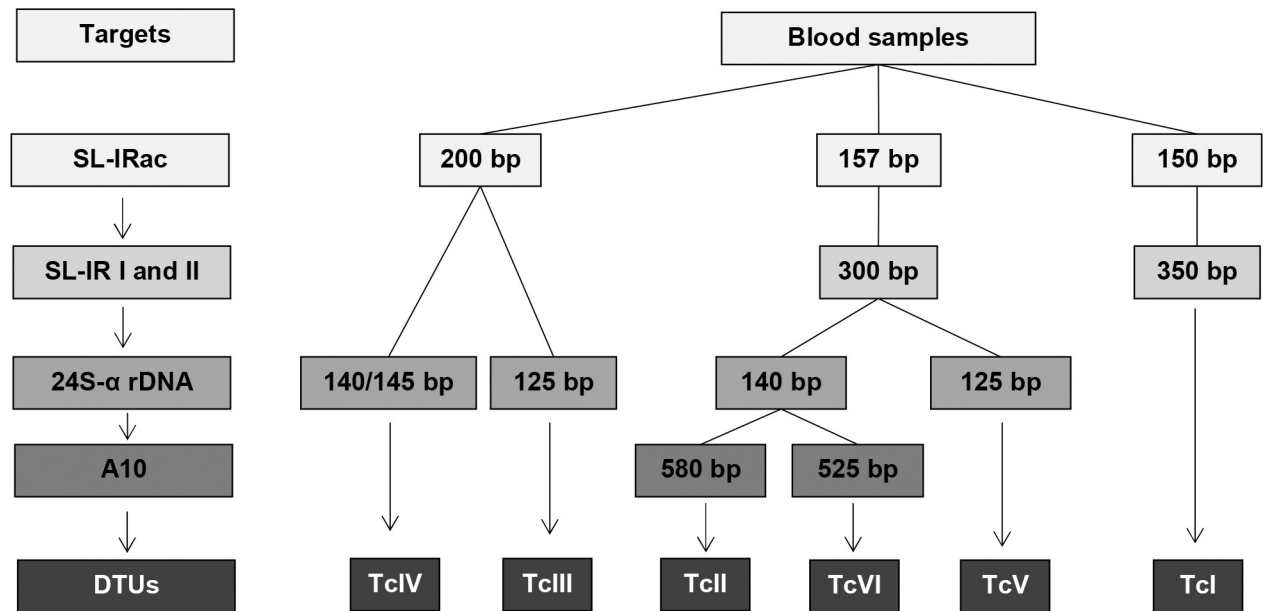 Targets
Blood samples
SL-IRac
200 bp
157 bp
150 bp
SL-IR I and II
300 bp
350 bp
24S-α rDNA
140/145 bp
125 bp
140 bp
125 bp
A10
580 bp
525 bp
DTUs
TcIV
TcIII
TcII
TcVI
TcV
TcI